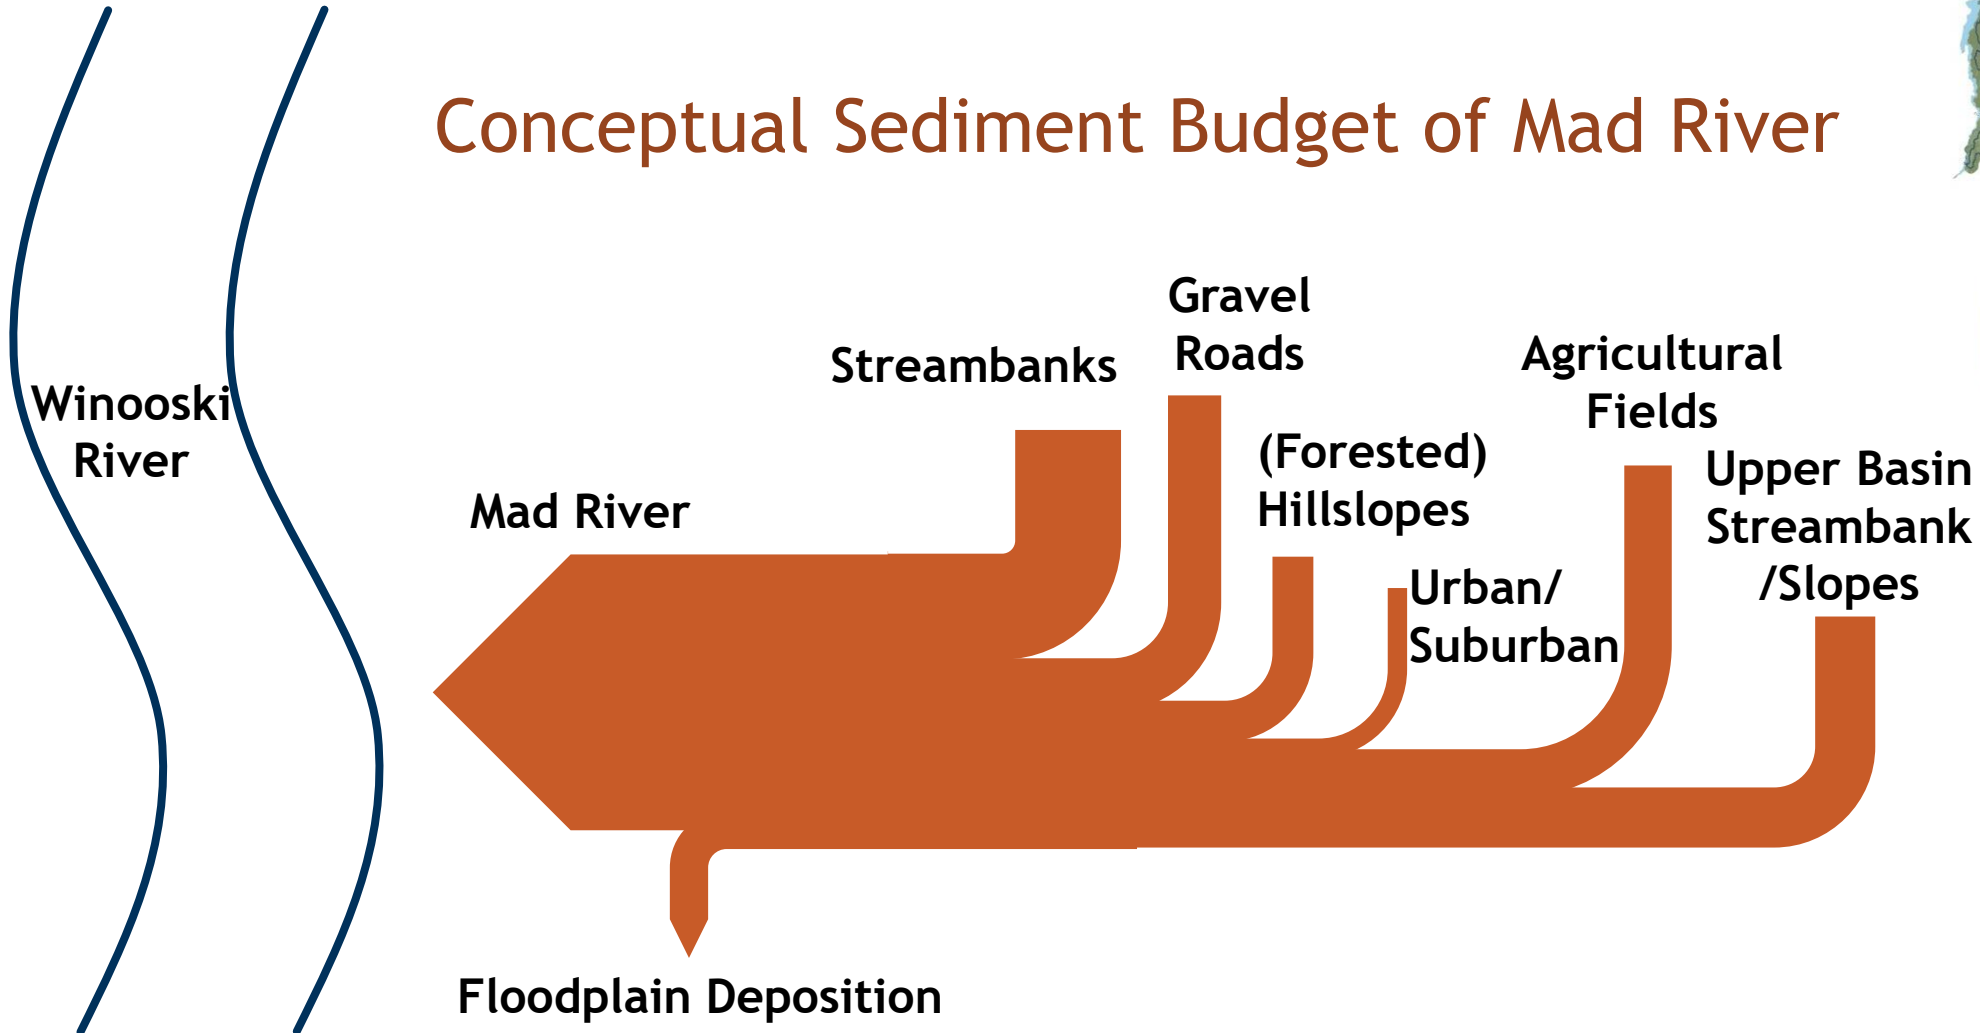 Conceptual Sediment Budget of Mad River
Gravel
Roads
Streambanks
Agricultural
Fields
Winooski
River
(Forested)
Hillslopes
Upper Basin
Streambank
/Slopes
Mad River
Urban/
Suburban
Floodplain Deposition